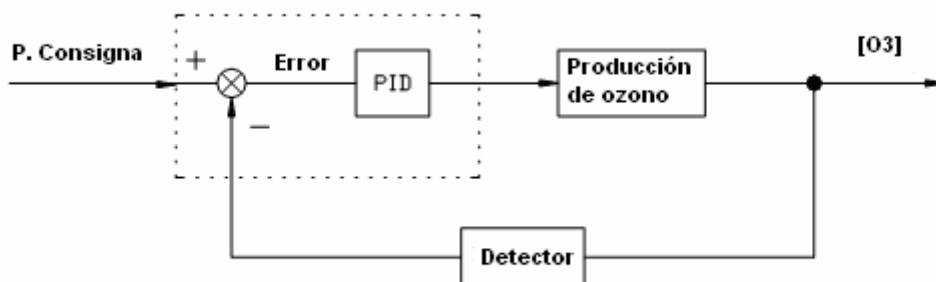 P. Consigna
+
Error
PID
Producción
de ozono
[O3]
−
Detector